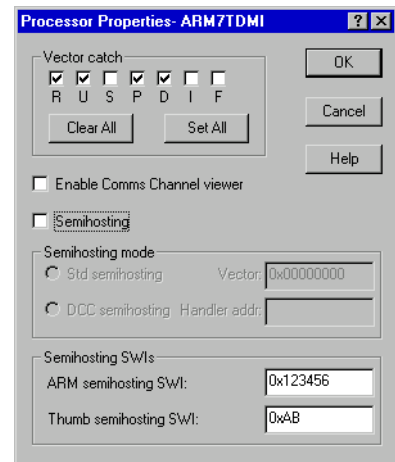 Processor Properties- ARM7TDMI
Vector catch
R U S P D I F
Clear All Set All
OK
Cancel
Help
Enable Comms Channel viewer
Semihosting
Semihosting mode
Std semihosting Vector: 0x00000000
DCC semihosting Handler addr:
Semihosting SWIs
ARM semihosting SWI: 0x123456
Thumb semihosting SWI: 0xAB